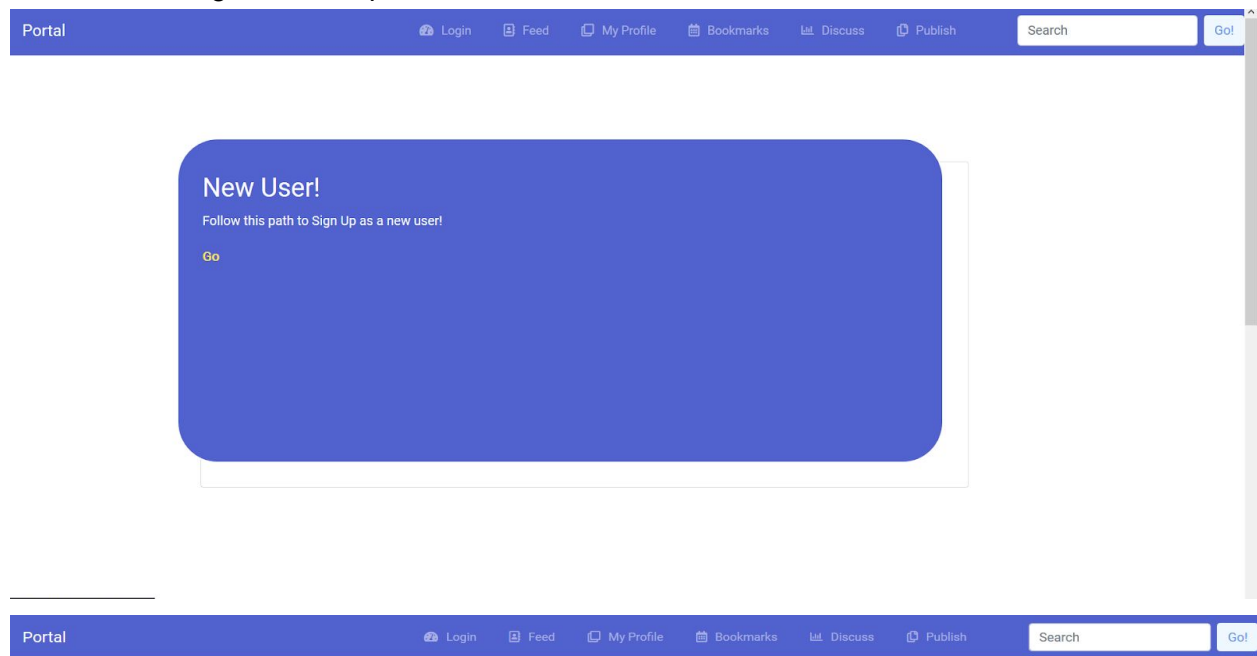 Portal Login Feed My Profile Bookmarks Discuss Publish Search Go!
New User!
Follow this path to Sign Up as a new user!
Go
Portal Login Feed My Profile Bookmarks Discuss Publish Search Go!